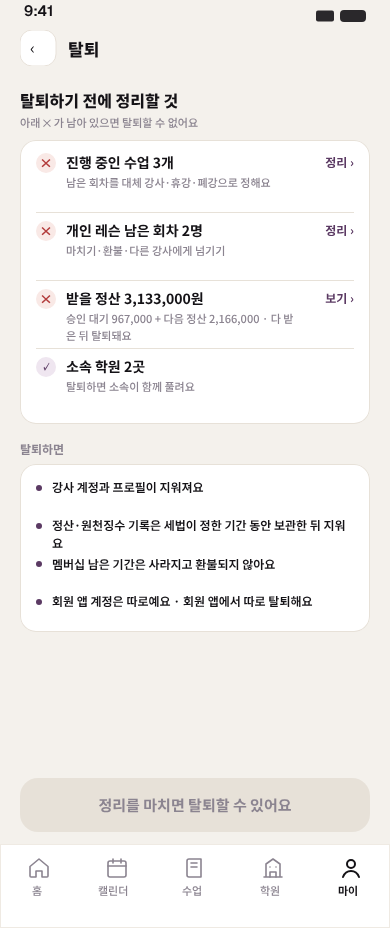 9:41
‹ 탈퇴
탈퇴하기 전에 정리할 것
아래 ✕ 가 남아 있으면 탈퇴할 수 없어요
✕ 진행 중인 수업 3개 정리 ›
남은 회차를 대체 강사·휴강·폐강으로 정해요
✕ 개인 레슨 남은 회차 2명 정리 ›
마치기·환불·다른 강사에게 넘기기
✕ 받을 정산 3,133,000원 보기 ›
승인 대기 967,000 + 다음 정산 2,166,000 · 다 받
은 뒤 탈퇴돼요
✓ 소속 학원 2곳
탈퇴하면 소속이 함께 풀려요
탈퇴하면
강사 계정과 프로필이 지워져요
정산·원천징수 기록은 세법이 정한 기간 동안 보관한 뒤 지워
요
멤버십 남은 기간은 사라지고 환불되지 않아요
회원 앱 계정은 따로예요 · 회원 앱에서 따로 탈퇴해요
정리를 마치면 탈퇴할 수 있어요
홈 캘린더 수업 학원 마이